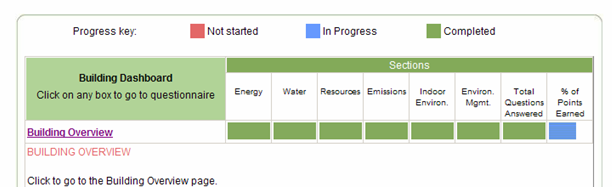 Progress key: Not started In Progress Completed
Sections
Building Dashboard
Click on any box to go to questionnaire
Energy Water Resources Emissions Indoor Environ. Environ. Mgmt. Total Questions Answered % of Points Earned
Building Overview
BUILDING OVERVIEW
Click to go to the Building Overview page.